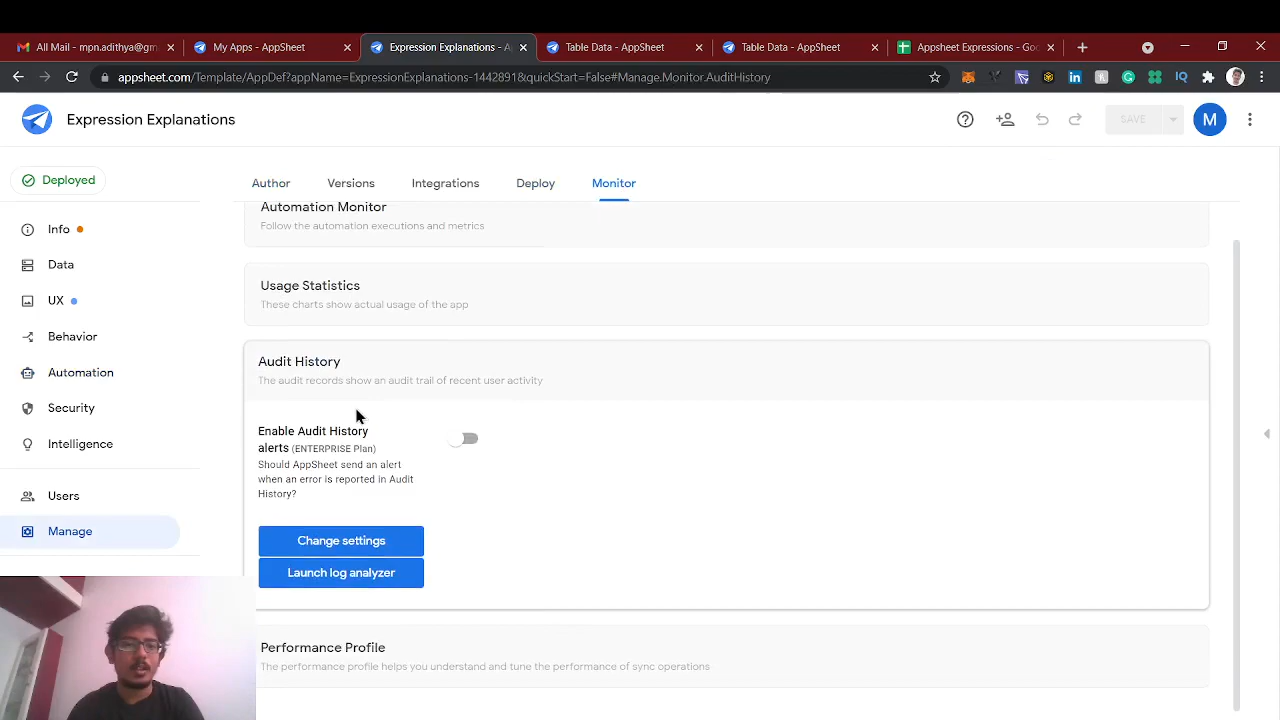 All Mail - mpn.adithya@gm
My Apps - AppSheet
Expression Explanations - A
Table Data - AppSheet
Table Data - AppSheet
Appsheet Expressions - Goo
appsheet.com/Template/AppDef?appName=ExpressionExplanations-1442891&quickStart=False#Manage.Monitor.AuditHistory
Expression Explanations
SAVE
M
Deployed
Author
Versions
Integrations
Deploy
Monitor
Info
Data
UX
Behavior
Automation
Security
Intelligence
Users
Manage
Automation Monitor
Follow the automation executions and metrics
Usage Statistics
These charts show actual usage of the app
Audit History
The audit records show an audit trail of recent user activity
Enable Audit History
alerts (ENTERPRISE Plan)
Should AppSheet send an alert
when an error is reported in Audit
History?
Change settings
Launch log analyzer
Performance Profile
The performance profile helps you understand and tune the performance of sync operations